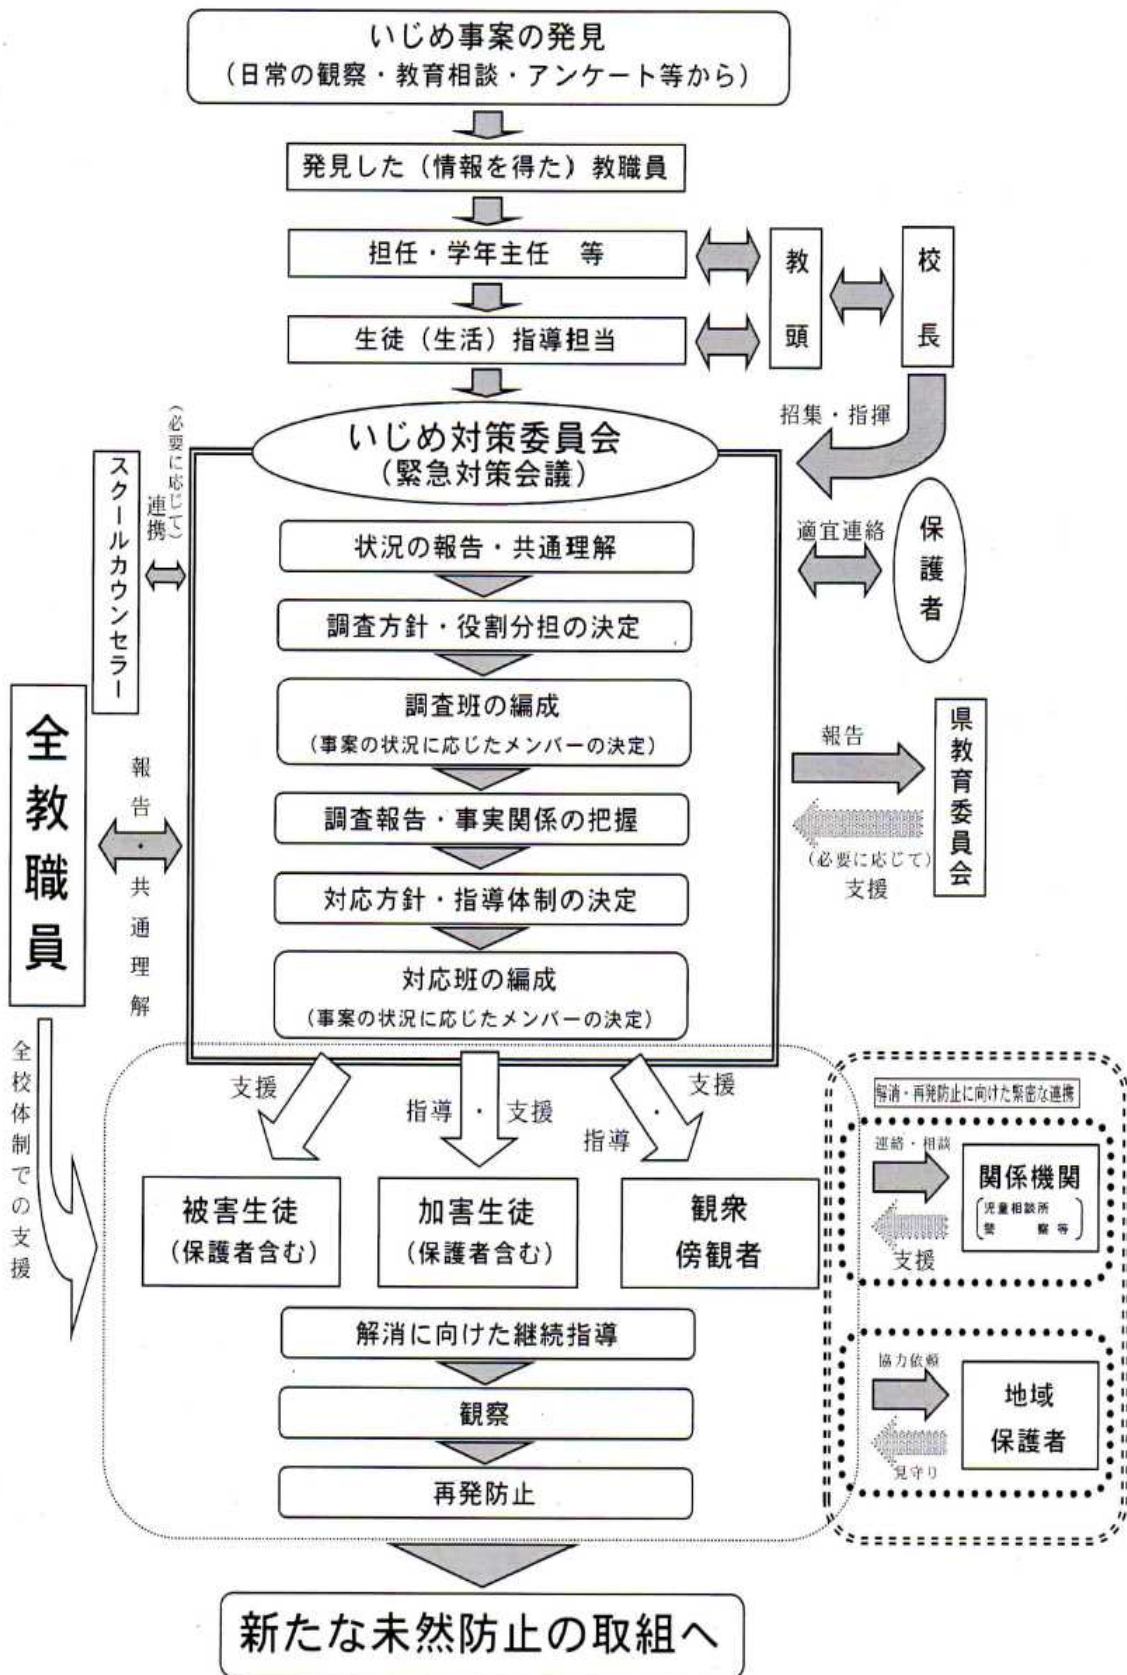 いじめ事案の発見
（日常の観察・教育相談・アンケート等から）
発見した（情報を得た）教職員
担任・学年主任　等
教頭
校長
生徒（生活）指導担当
招集・指揮
いじめ対策委員会
（緊急対策会議）
（必要に応じて）
連携
スクールカウンセラー
状況の報告・共通理解
適宜連絡
保護者
調査方針・役割分担の決定
調査班の編成
（事案の状況に応じたメンバーの決定）
報告
県教育委員会
（必要に応じて）
支援
全教職員
報告・共通理解
調査報告・事実関係の把握
対応方針・指導体制の決定
対応班の編成
（事案の状況に応じたメンバーの決定）
全校体制での支援
支援
指導・支援
指導・支援
被害生徒
（保護者含む）
加害生徒
（保護者含む）
観衆
傍観者
解消・再発防止に向けた緊密な連携
連絡・相談
関係機関
児童相談所
警察等
支援
解消に向けた継続指導
協力依頼
地域
保護者
見守り
観察
再発防止
新たな未然防止の取組へ